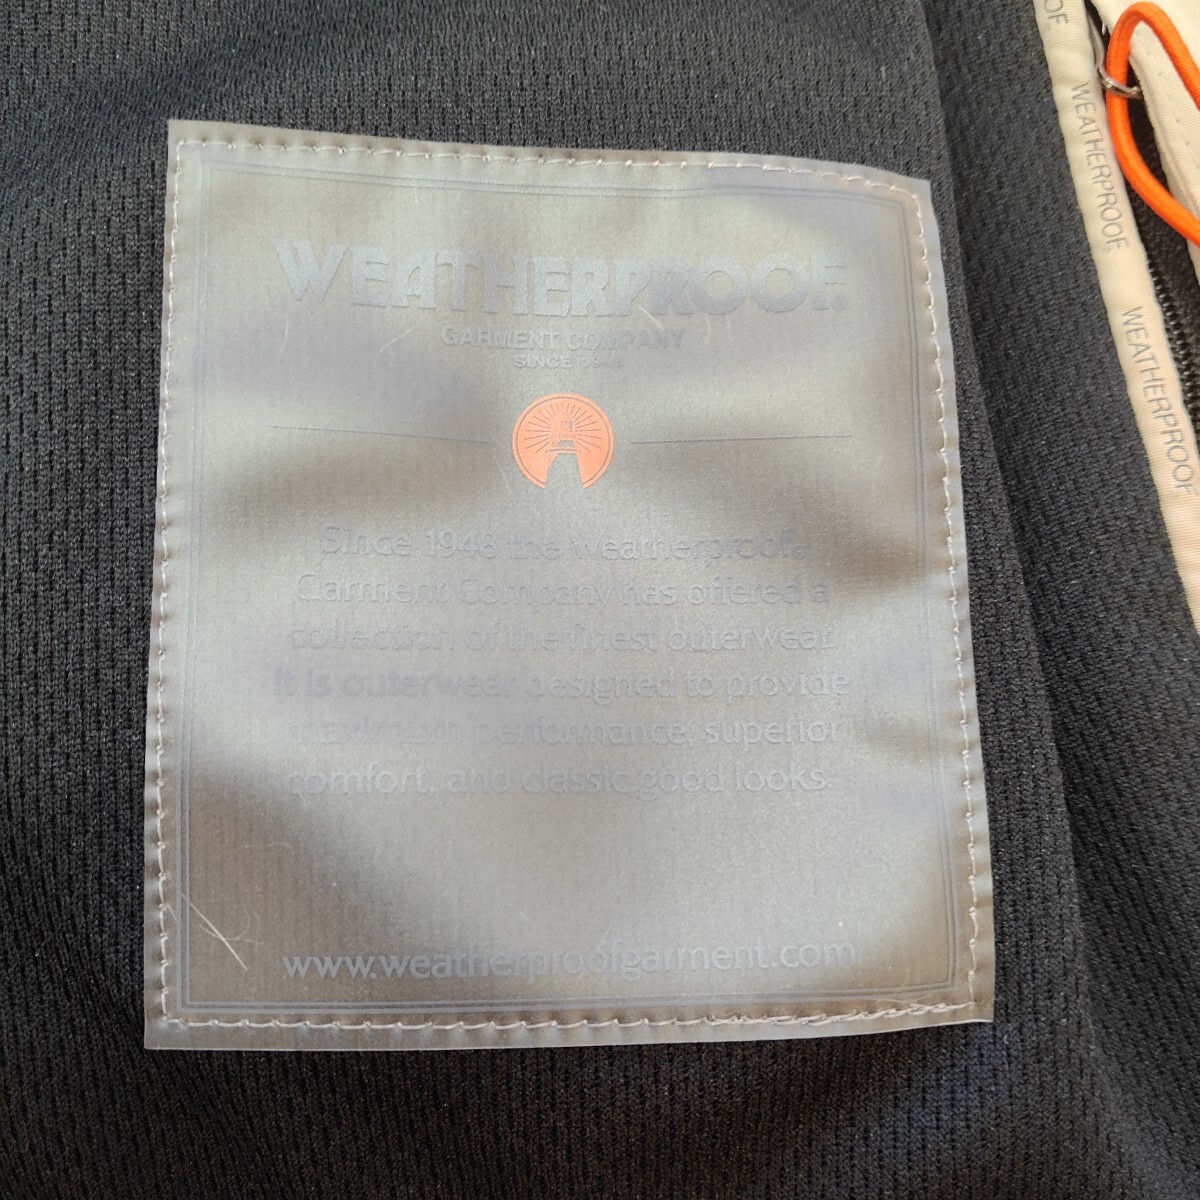 WEATHERPROOF.
GARMENT COMPANY
SINCE 1948
Since 1948 the Weatherproof
Garment Company has offered a
collection of the finest outerwear.
It is outerwear designed to provide
maximum performance, superior
comfort, and classic good looks.
www.weatherproofgarment.com
OF
WEATHERPROOF
WEATHERPROOF